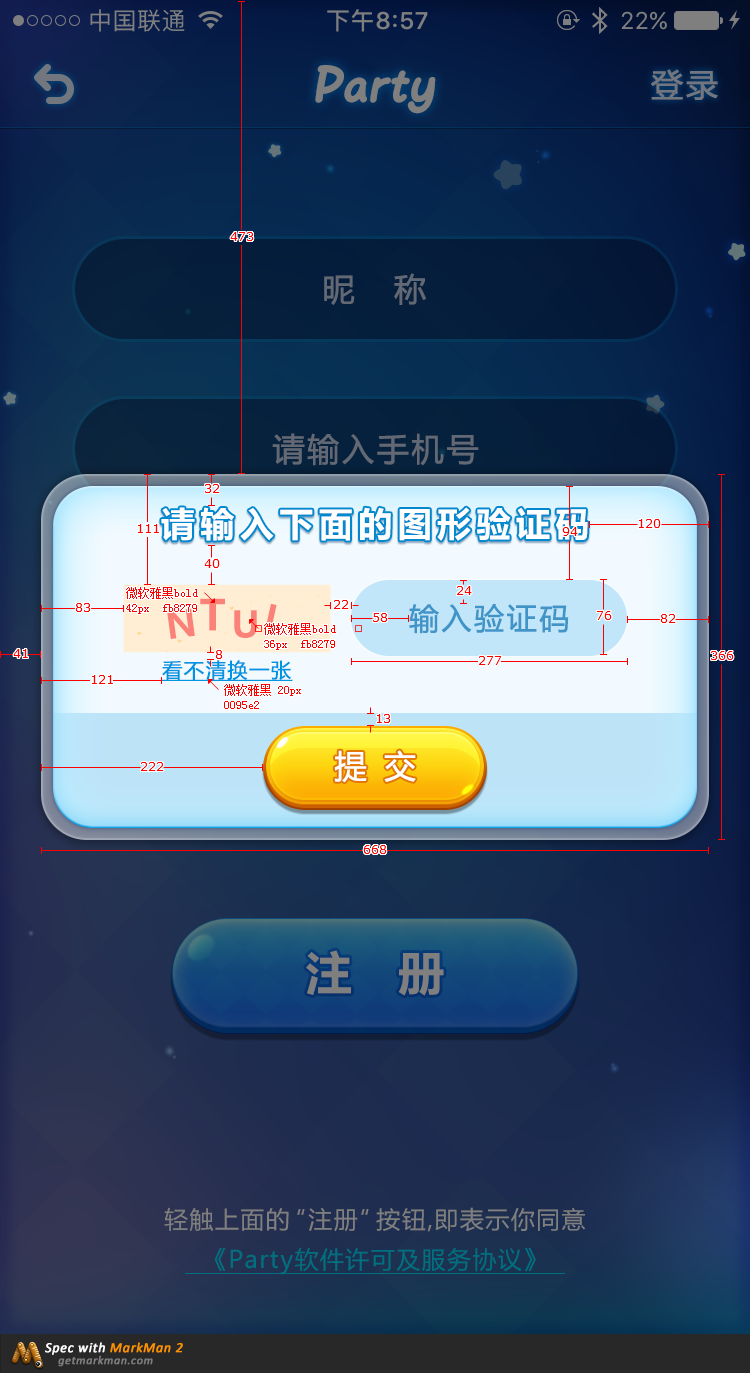 中国联通 下午8:57 22%
Party 登录
473
昵 称
请输入手机号
32
111 请输入下面的图形验证码 94 120
40
微软雅黑bold
42px fb8279
83 22 58 24 76 82
NTU
输入验证码
微软雅黑bold
36px fb8279
41 8 277 366
看不清换一张
121
微软雅黑 20px
0095e2
13
222 提 交
668
注 册
轻触上面的“注册”按钮,即表示你同意
《Party软件许可及服务协议》
Spec with MarkMan 2
getmarkman.com